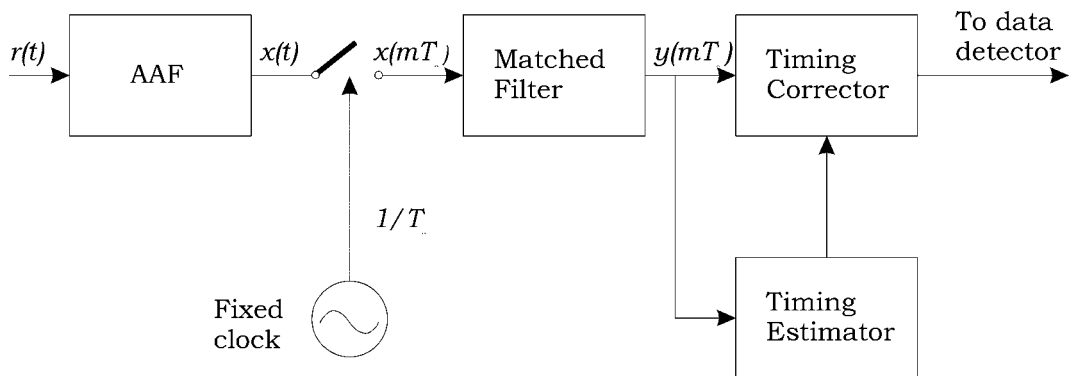 r(t)
AAF
x(t)
x(mT)
Matched
Filter
y(mT)
Timing
Corrector
To data
detector
1/T
Fixed
clock
Timing
Estimator